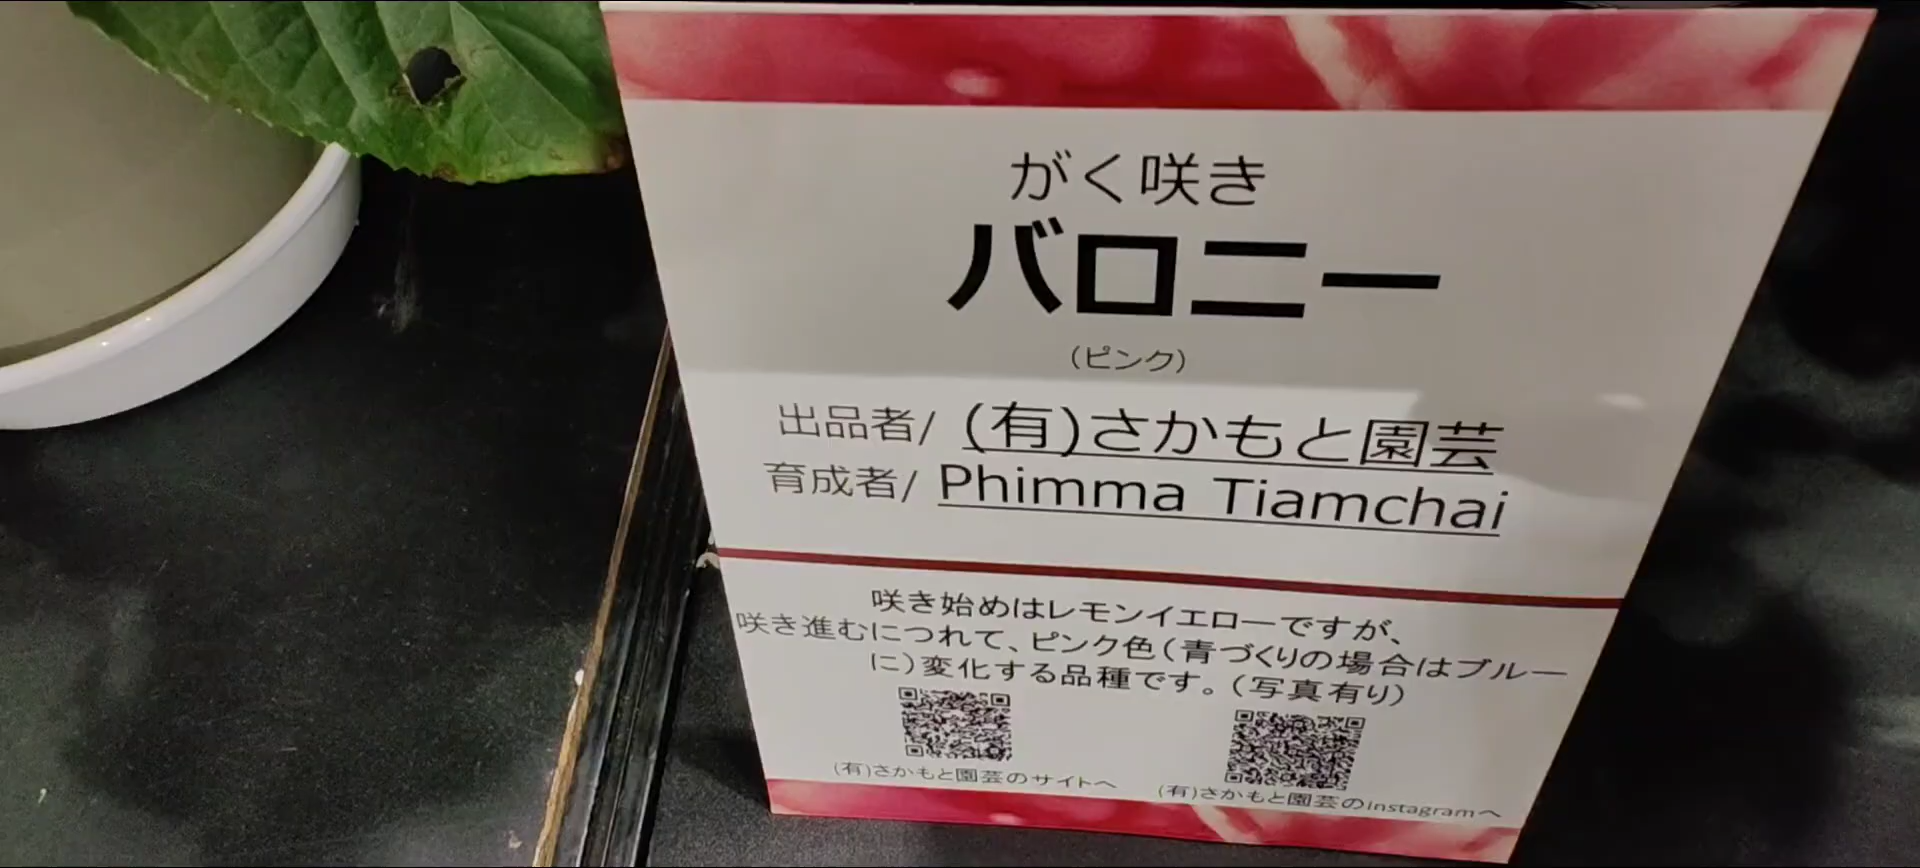 がく咲き
バロニー
(ピンク)
出品者/ (有)さかもと園芸
育成者/ Phimma Tiamchai
咲き始めはレモンイエローですが、
咲き進むにつれて、ピンク色(青づくりの場合はブルー
に)変化する品種です。(写真有り)
(有)さかもと園芸のサイトへ
(有)さかもと園芸のinstagramへ